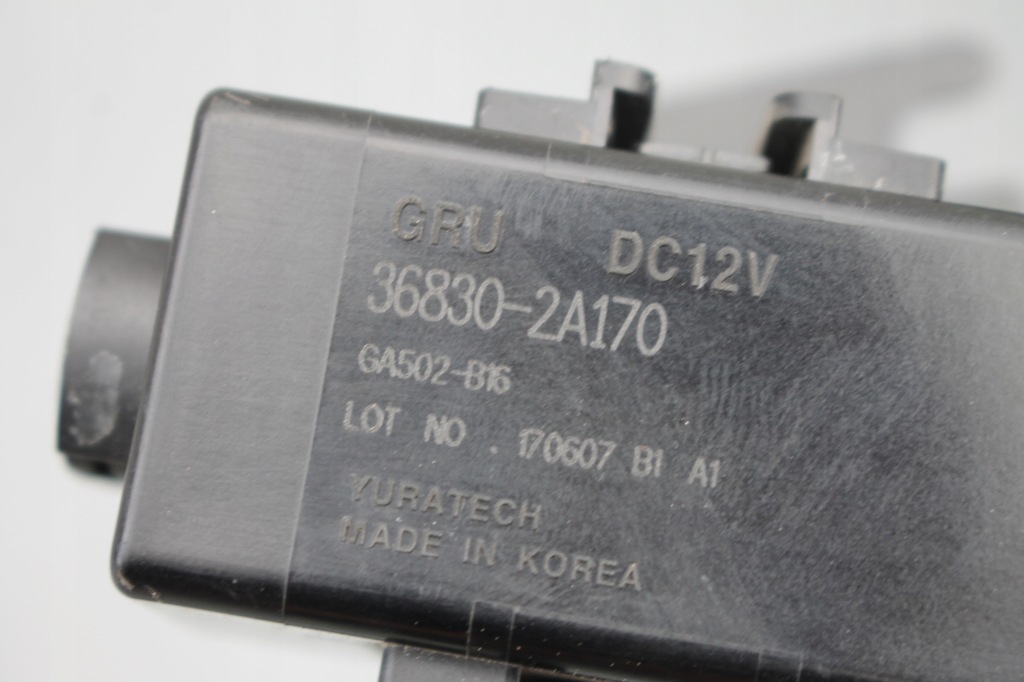 GRU DC12V
36830-2A170
GA502-B16
LOT NO . 170607 B1 A1
YURATECH
MADE IN KOREA